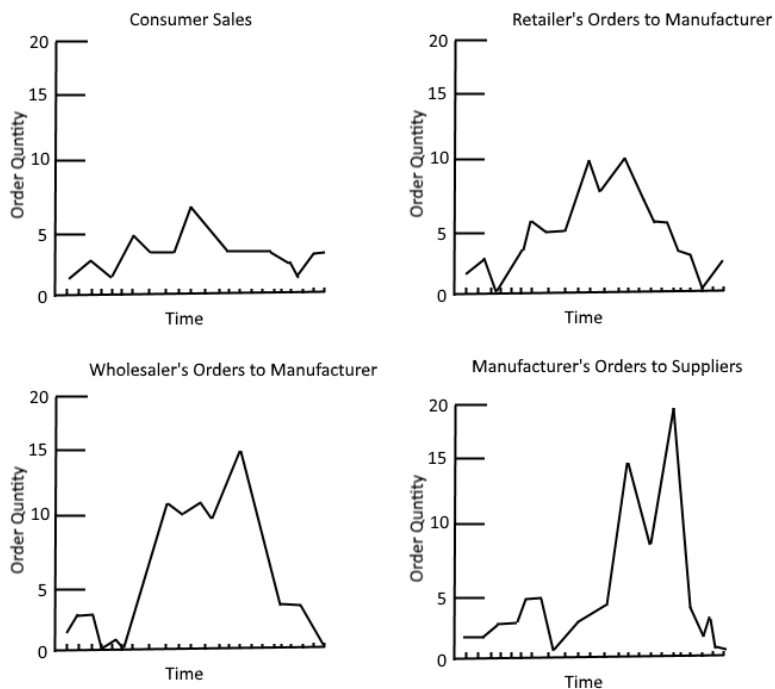 Consumer Sales
20
15
10
5
0
Order Quntity
Time
Retailer's Orders to Manufacturer
20
15
10
5
0
Order Quntity
Time
Wholesaler's Orders to Manufacturer
20
15
10
5
0
Order Quntity
Time
Manufacturer's Orders to Suppliers
20
15
10
5
0
Order Quntity
Time